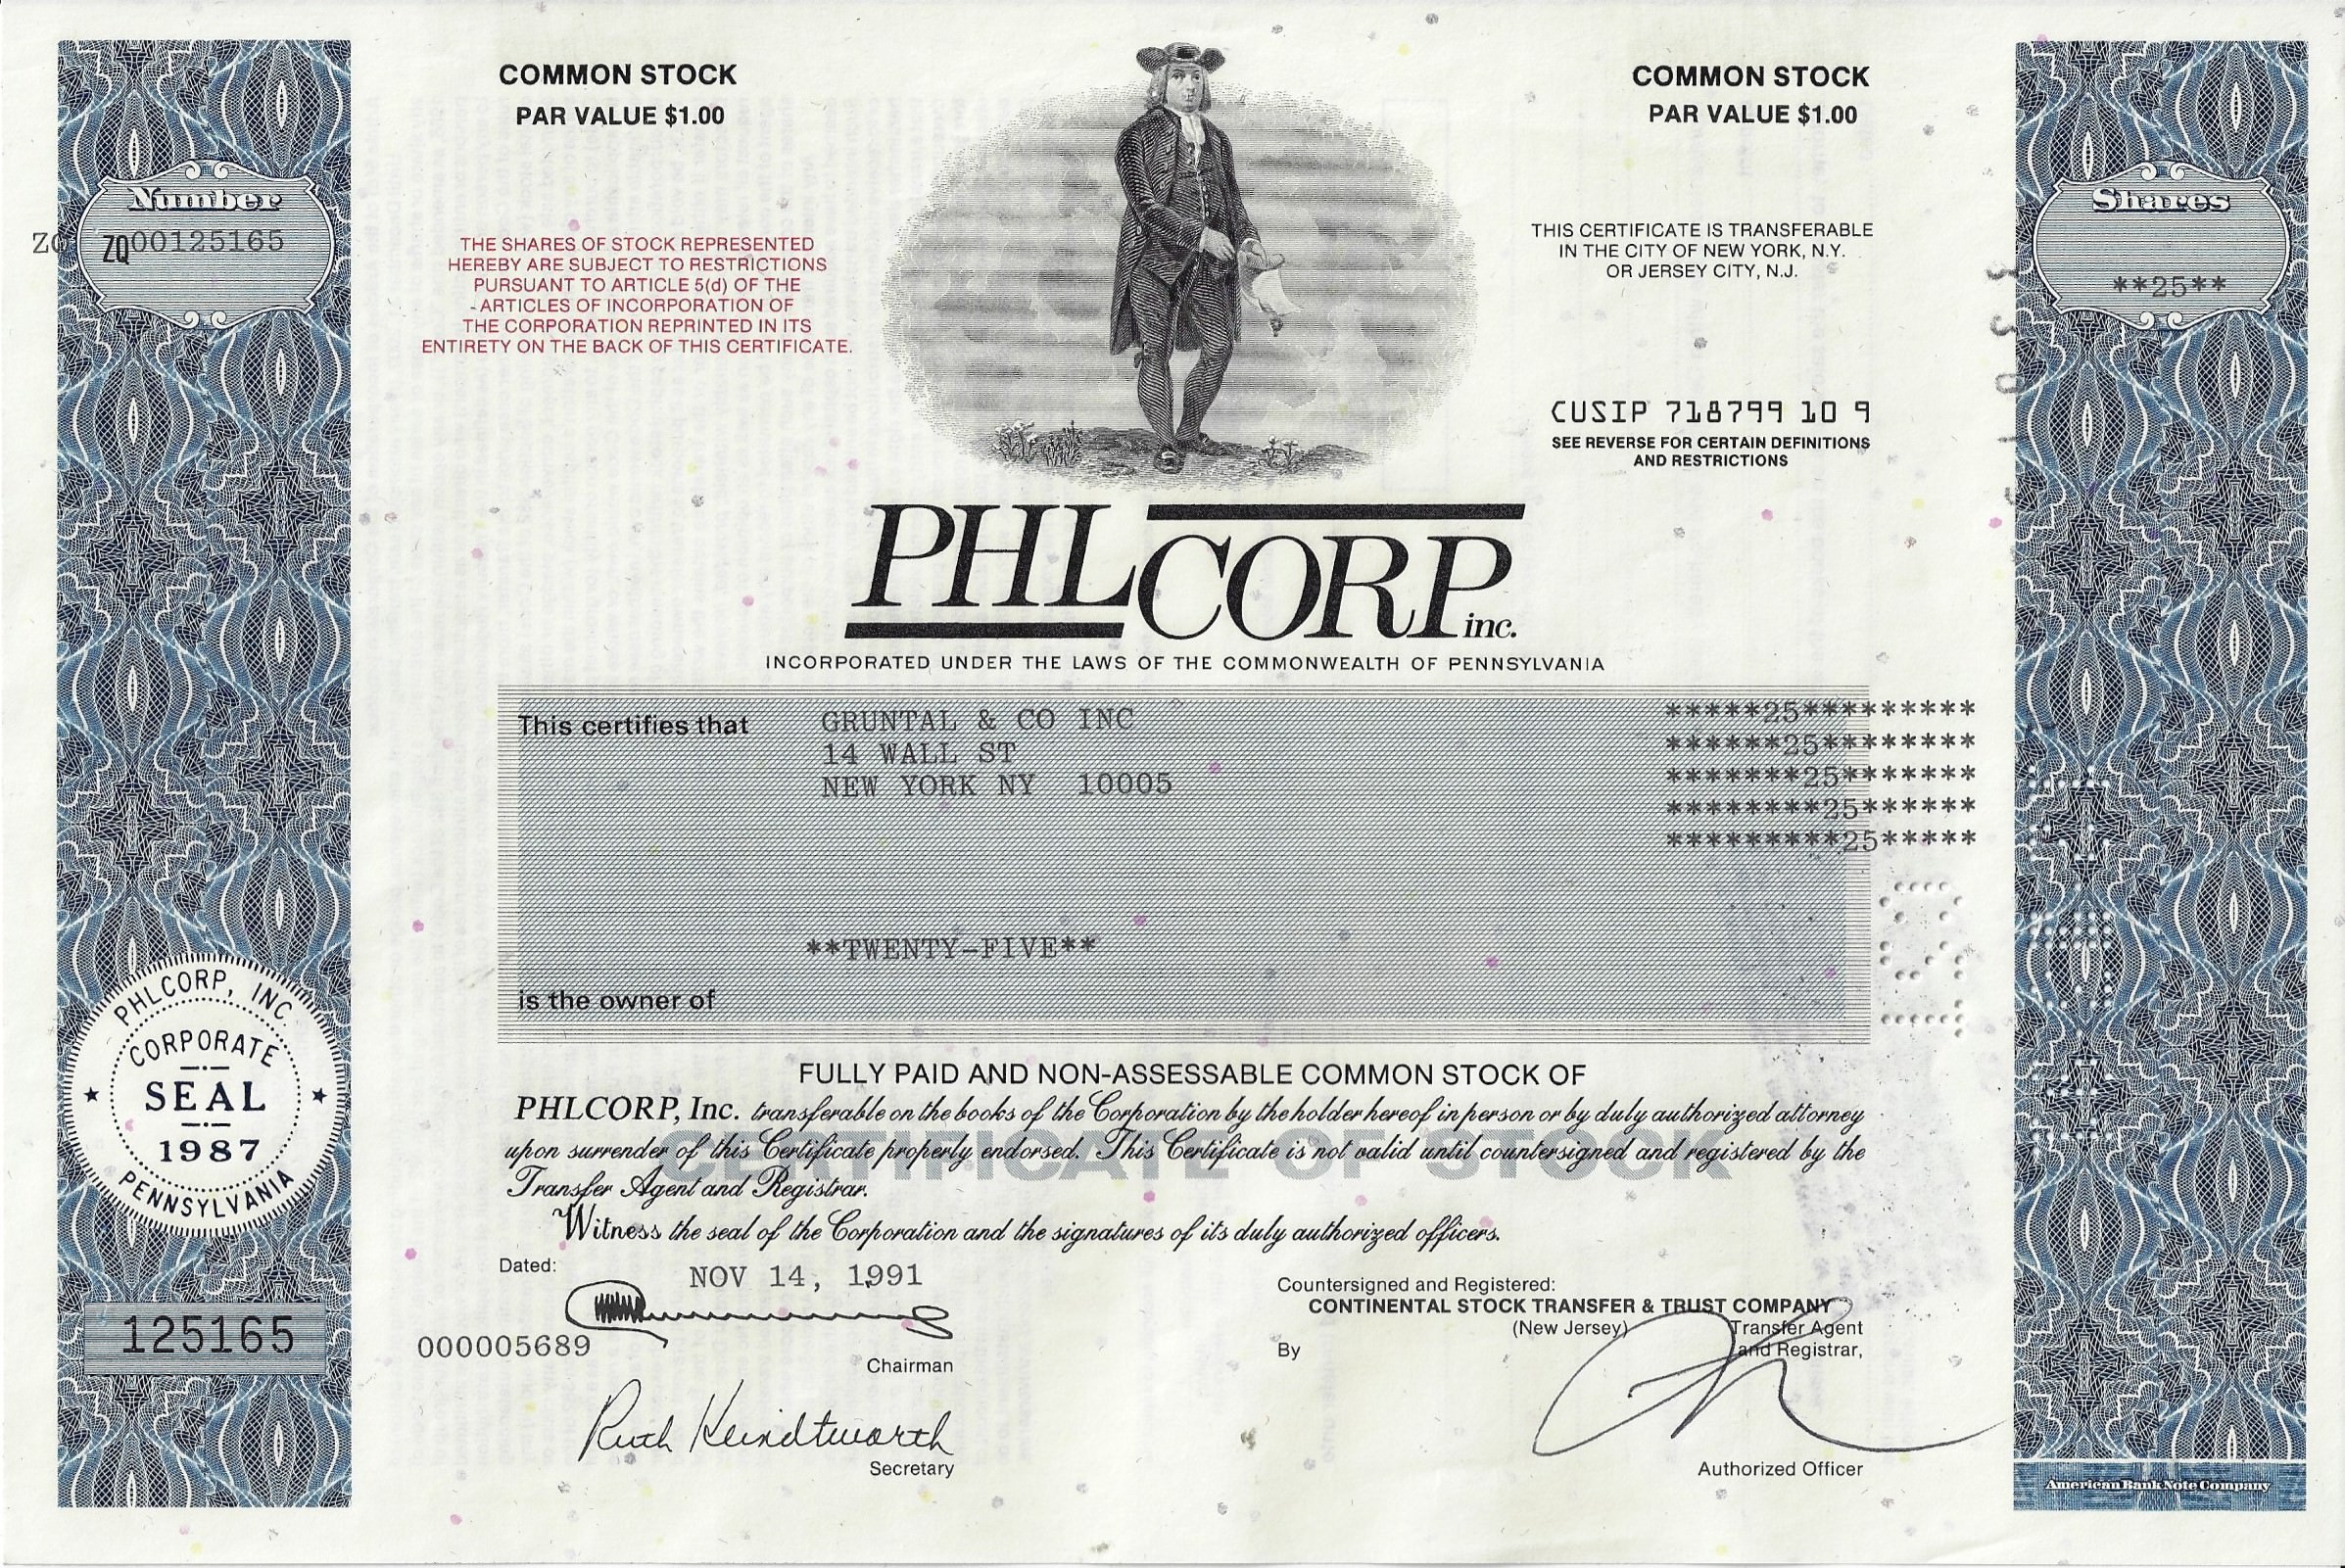 COMMON STOCK
PAR VALUE $1.00
COMMON STOCK
PAR VALUE $1.00
Number
ZQ00125165
Shares
**25**
THE SHARES OF STOCK REPRESENTED
HEREBY ARE SUBJECT TO RESTRICTIONS
PURSUANT TO ARTICLE 5(d) OF THE
ARTICLES OF INCORPORATION OF
THE CORPORATION REPRINTED IN ITS
ENTIRETY ON THE BACK OF THIS CERTIFICATE.
THIS CERTIFICATE IS TRANSFERABLE
IN THE CITY OF NEW YORK, N.Y.
OR JERSEY CITY, N.J.
CUSIP 718799 10 9
SEE REVERSE FOR CERTAIN DEFINITIONS
AND RESTRICTIONS
PHLCORP inc.
INCORPORATED UNDER THE LAWS OF THE COMMONWEALTH OF PENNSYLVANIA
This certifies that
GRUNTAL & CO INC
14 WALL ST
NEW YORK NY 10005
*****25*********
******25********
*******25*******
********25******
*********25*****
**TWENTY-FIVE**
is the owner of
FULLY PAID AND NON-ASSESSABLE COMMON STOCK OF
PHLCORP, Inc. transferable on the books of the Corporation by the holder hereof in person or by duly authorized attorney
upon surrender of this Certificate properly endorsed. This Certificate is not valid until countersigned and registered by the
Transfer Agent and Registrar.
CERTIFICATE OF STOCK
Witness the seal of the Corporation and the signatures of its duly authorized officers.
PHLCORP, INC.
CORPORATE
SEAL
1987
PENNSYLVANIA
Dated:
NOV 14, 1991
125165
000005689
Chairman
Ruth Keindtworth
Secretary
Countersigned and Registered:
CONTINENTAL STOCK TRANSFER & TRUST COMPANY
(New Jersey)
Transfer Agent
and Registrar,
By
Authorized Officer
American Bank Note Company